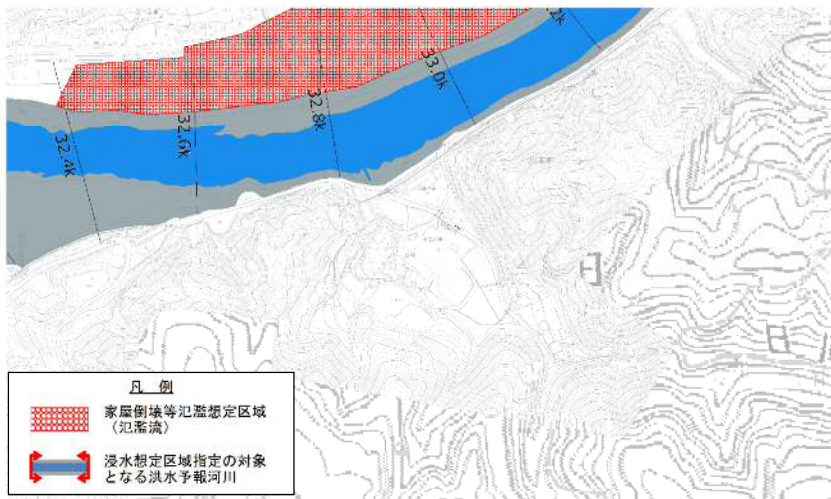 33.0k
32.8k
32.6k
32.4k
凡 例
家屋倒壊等氾濫想定区域
（氾濫流）
浸水想定区域指定の対象
となる洪水予報河川